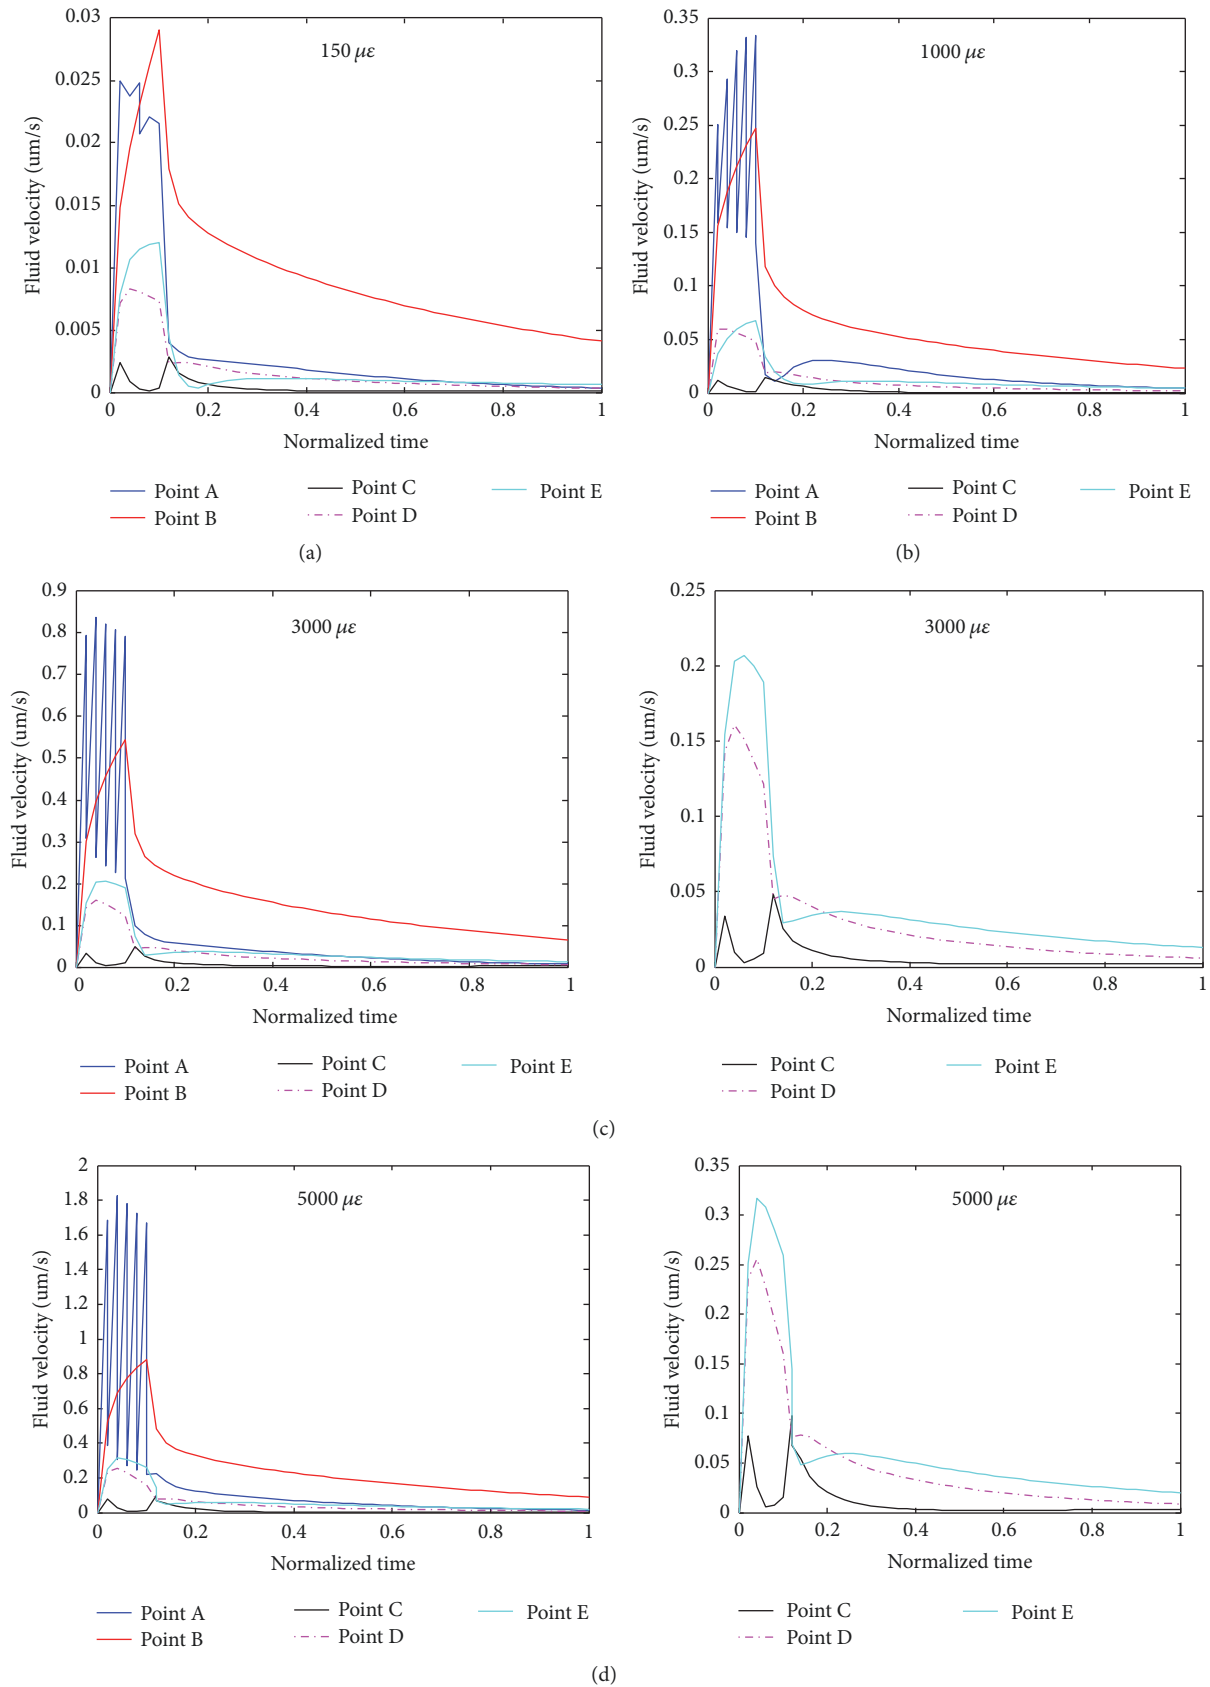 150 με
Fluid velocity (um/s)
0.03
0.025
0.02
0.015
0.01
0.005
0
0 0.2 0.4 0.6 0.8 1
Normalized time
Point A Point C Point E
Point B Point D
(a)
1000 με
Fluid velocity (um/s)
0.35
0.3
0.25
0.2
0.15
0.1
0.05
0
0 0.2 0.4 0.6 0.8 1
Normalized time
Point A Point C Point E
Point B Point D
(b)
3000 με
Fluid velocity (um/s)
0.9
0.8
0.7
0.6
0.5
0.4
0.3
0.2
0.1
0
0 0.2 0.4 0.6 0.8 1
Normalized time
Point A Point C Point E
Point B Point D
3000 με
Fluid velocity (um/s)
0.25
0.2
0.15
0.1
0.05
0
0 0.2 0.4 0.6 0.8 1
Normalized time
Point C Point E
Point D
(c)
5000 με
Fluid velocity (um/s)
2
1.8
1.6
1.4
1.2
1
0.8
0.6
0.4
0.2
0
0 0.2 0.4 0.6 0.8 1
Normalized time
Point A Point C Point E
Point B Point D
5000 με
Fluid velocity (um/s)
0.35
0.3
0.25
0.2
0.15
0.1
0.05
0
0 0.2 0.4 0.6 0.8 1
Normalized time
Point C Point E
Point D
(d)